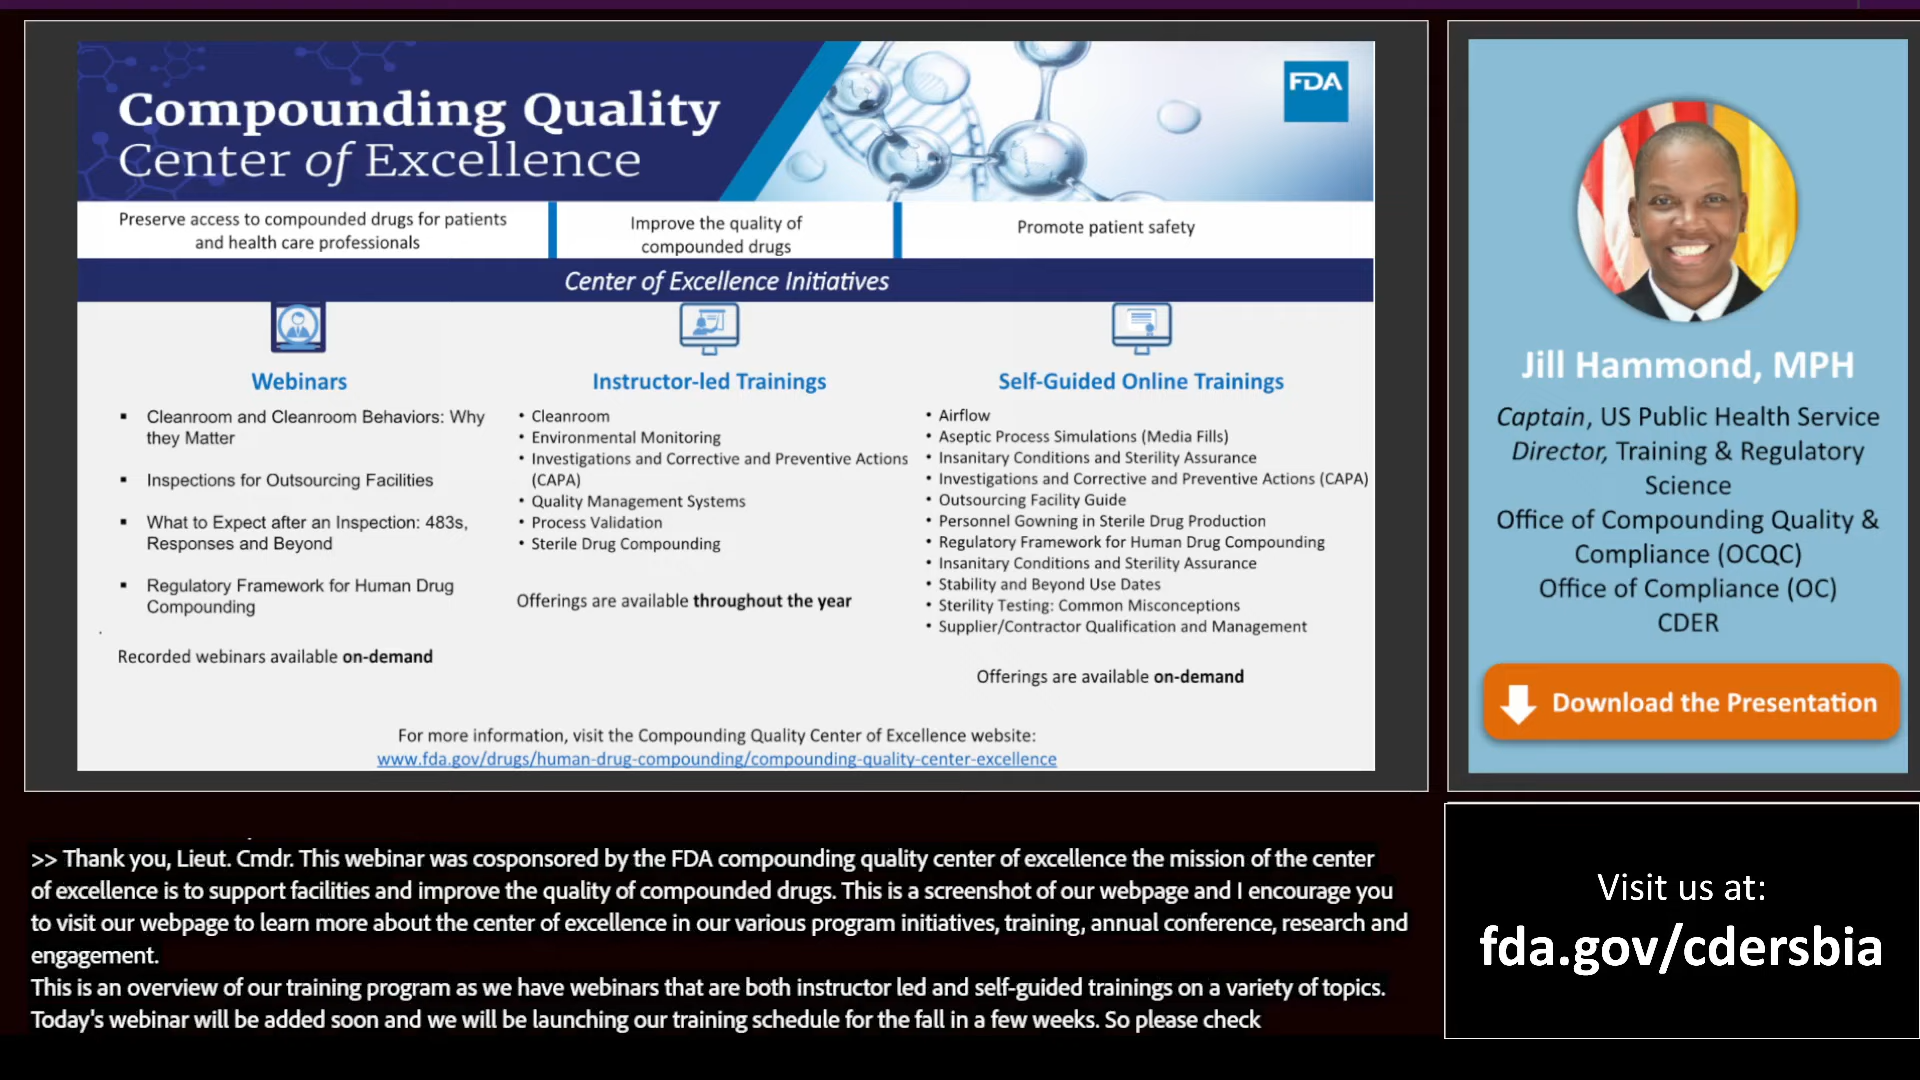 Compounding Quality
Center of Excellence
FDA
Preserve access to compounded drugs for patients
and health care professionals
Improve the quality of
compounded drugs
Promote patient safety
Center of Excellence Initiatives
Webinars
▪ Cleanroom and Cleanroom Behaviors: Why
they Matter
▪ Inspections for Outsourcing Facilities
▪ What to Expect after an Inspection: 483s,
Responses and Beyond
▪ Regulatory Framework for Human Drug
Compounding
Recorded webinars available on-demand
Instructor-led Trainings
• Cleanroom
• Environmental Monitoring
• Investigations and Corrective and Preventive Actions
(CAPA)
• Quality Management Systems
• Process Validation
• Sterile Drug Compounding
Offerings are available throughout the year
Self-Guided Online Trainings
• Airflow
• Aseptic Process Simulations (Media Fills)
• Insanitary Conditions and Sterility Assurance
• Investigations and Corrective and Preventive Actions (CAPA)
• Outsourcing Facility Guide
• Personnel Gowning in Sterile Drug Production
• Regulatory Framework for Human Drug Compounding
• Insanitary Conditions and Sterility Assurance
• Stability and Beyond Use Dates
• Sterility Testing: Common Misconceptions
• Supplier/Contractor Qualification and Management
Offerings are available on-demand
For more information, visit the Compounding Quality Center of Excellence website:
www.fda.gov/drugs/human-drug-compounding/compounding-quality-center-excellence
Jill Hammond, MPH
Captain, US Public Health Service
Director, Training & Regulatory
Science
Office of Compounding Quality &
Compliance (OCQC)
Office of Compliance (OC)
CDER
Download the Presentation
>> Thank you, Lieut. Cmdr. This webinar was cosponsored by the FDA compounding quality center of excellence the mission of the center
of excellence is to support facilities and improve the quality of compounded drugs. This is a screenshot of our webpage and I encourage you
to visit our webpage to learn more about the center of excellence in our various program initiatives, training, annual conference, research and
engagement.
This is an overview of our training program as we have webinars that are both instructor led and self-guided trainings on a variety of topics.
Today's webinar will be added soon and we will be launching our training schedule for the fall in a few weeks. So please check
Visit us at:
fda.gov/cdersbia